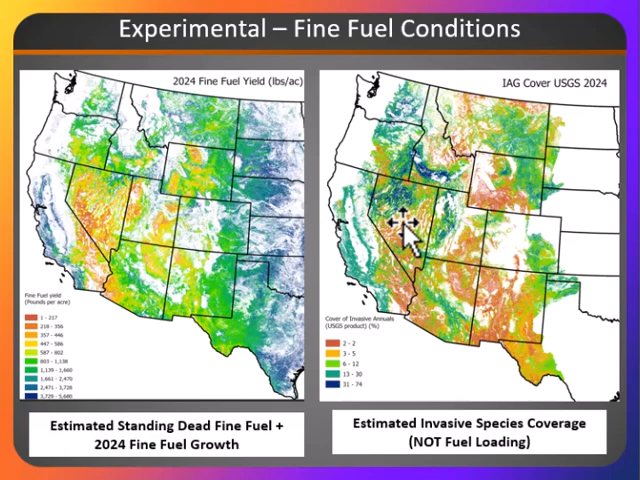 Experimental – Fine Fuel Conditions
2024 Fine Fuel Yield (lbs/ac)
Fine Fuel yield
(Pounds per acre)
1 - 217
218 - 356
357 - 446
447 - 586
587 - 802
803 - 1,138
1,139 - 1,660
1,661 - 2,470
2,471 - 3,728
3,729 - 5,680
IAG Cover USGS 2024
Cover of Invasive Annuals
(USGS product) (%)
2 - 2
3 - 5
6 - 12
13 - 30
31 - 74
Estimated Standing Dead Fine Fuel +
2024 Fine Fuel Growth
Estimated Invasive Species Coverage
(NOT Fuel Loading)